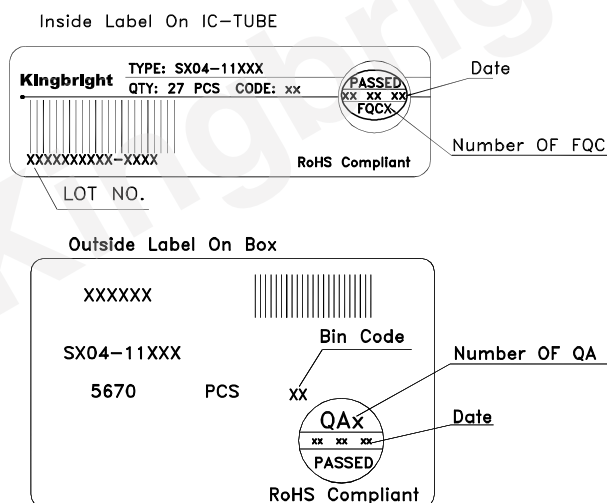 Inside Label On IC-TUBE
Kingbright
TYPE: SX04-11XXX
QTY: 27 PCS CODE: xx
PASSED
xx xx xx
FQCX
Date
Number OF FQC
XXXXXXXXXX-XXXX
RoHS Compliant
LOT NO.
Outside Label On Box
XXXXXX
SX04-11XXX
Bin Code
Number OF QA
5670 PCS xx
QAx
Date
xx xx xx
PASSED
RoHS Compliant
Kingbright